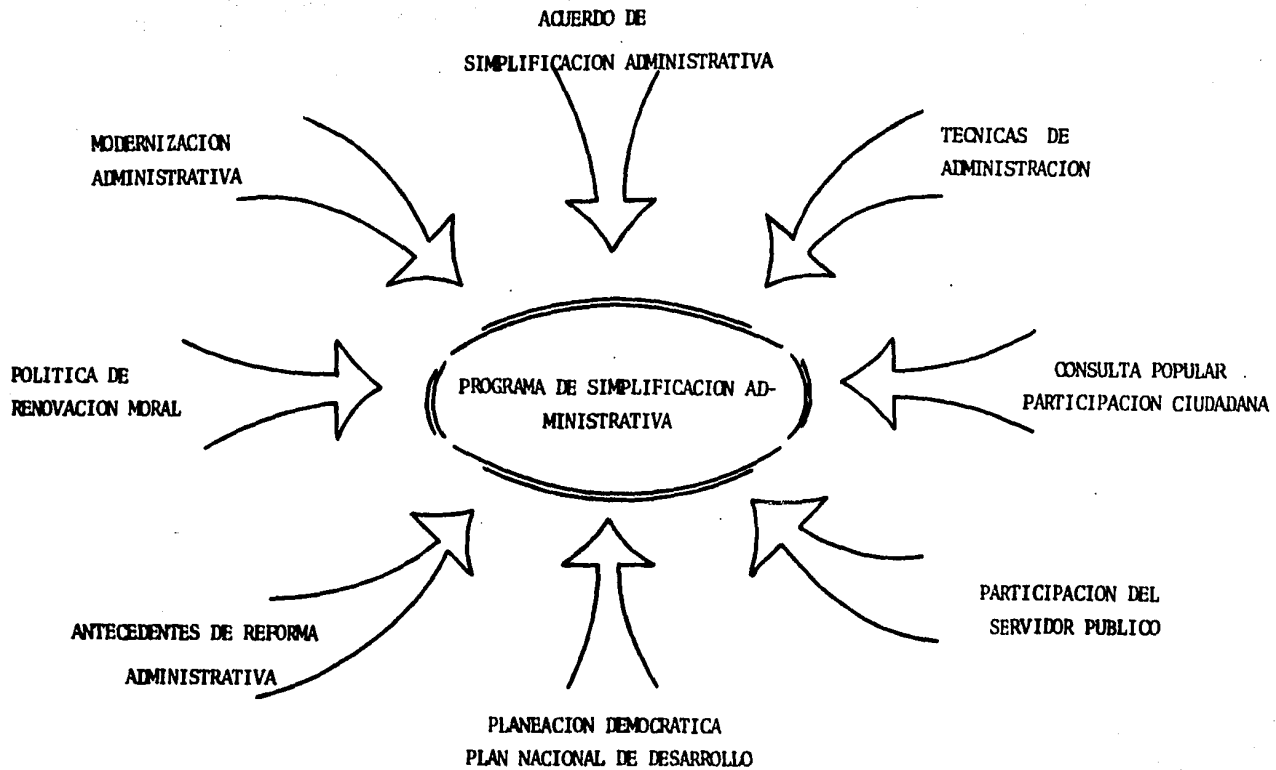 ACUERDO DE
SIMPLIFICACION ADMINISTRATIVA
MODERNIZACION
ADMINISTRATIVA
TECNICAS DE
ADMINISTRACION
POLITICA DE
RENOVACION MORAL
PROGRAMA DE SIMPLIFICACION AD-
MINISTRATIVA
CONSULTA POPULAR
PARTICIPACION CIUDADANA
ANTECEDENTES DE REFORMA
ADMINISTRATIVA
PARTICIPACION DEL
SERVIDOR PUBLICO
PLANEACION DEMOCRATICA
PLAN NACIONAL DE DESARROLLO